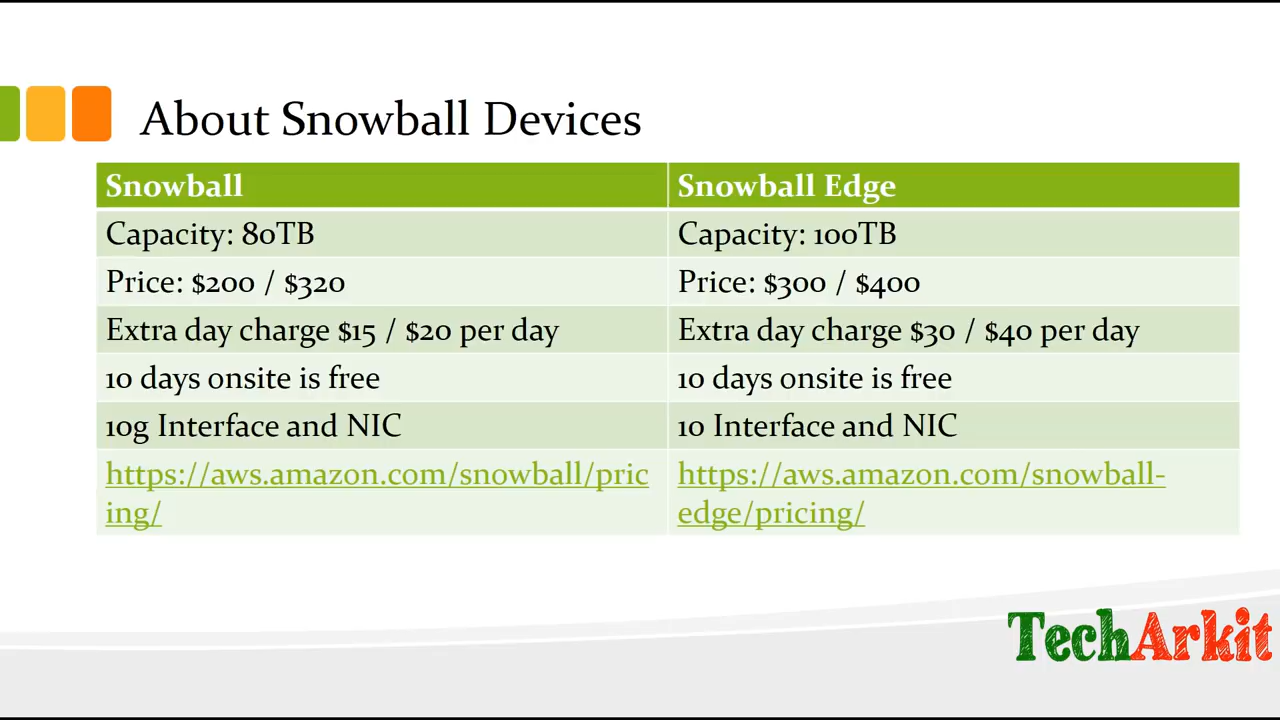 About Snowball Devices
Snowball
Snowball Edge
Capacity: 80TB
Capacity: 100TB
Price: $200 / $320
Price: $300 / $400
Extra day charge $15 / $20 per day
Extra day charge $30 / $40 per day
10 days onsite is free
10 days onsite is free
10g Interface and NIC
10 Interface and NIC
https://aws.amazon.com/snowball/pric
ing/
https://aws.amazon.com/snowball-
edge/pricing/
TechArkit